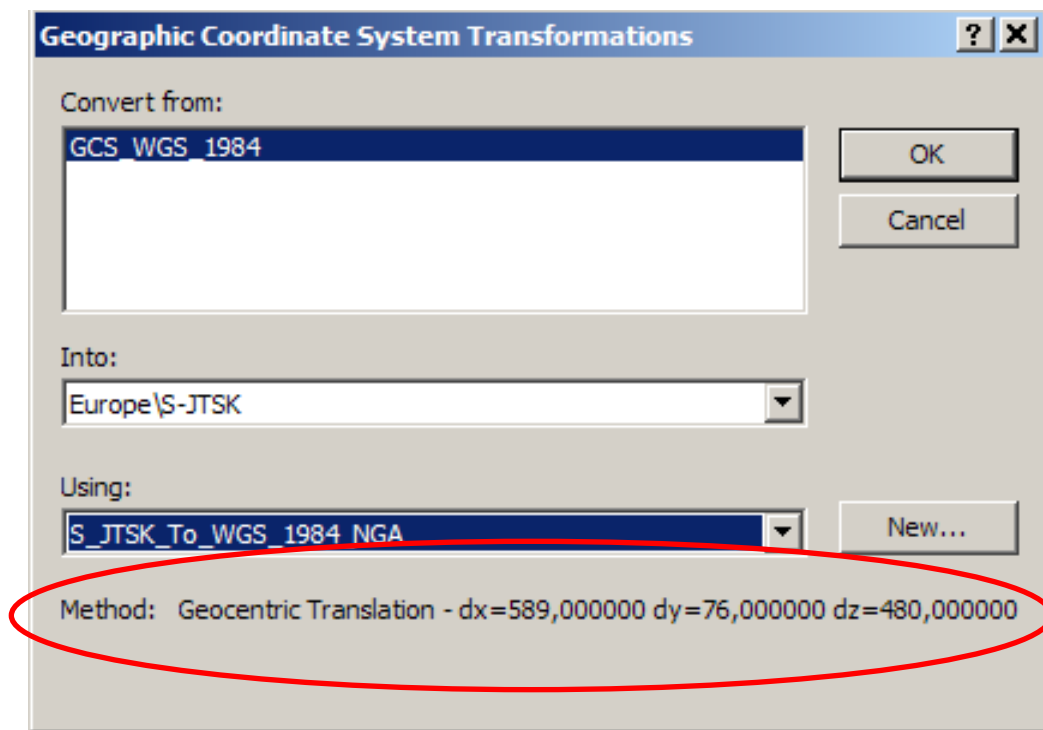 Geographic Coordinate System Transformations
Convert from:
GCS_WGS_1984
OK
Cancel
Into:
Europe\S-JTSK
Using:
S_JTSK_To_WGS_1984_NGA
New...
Method: Geocentric Translation - dx=589,000000 dy=76,000000 dz=480,000000